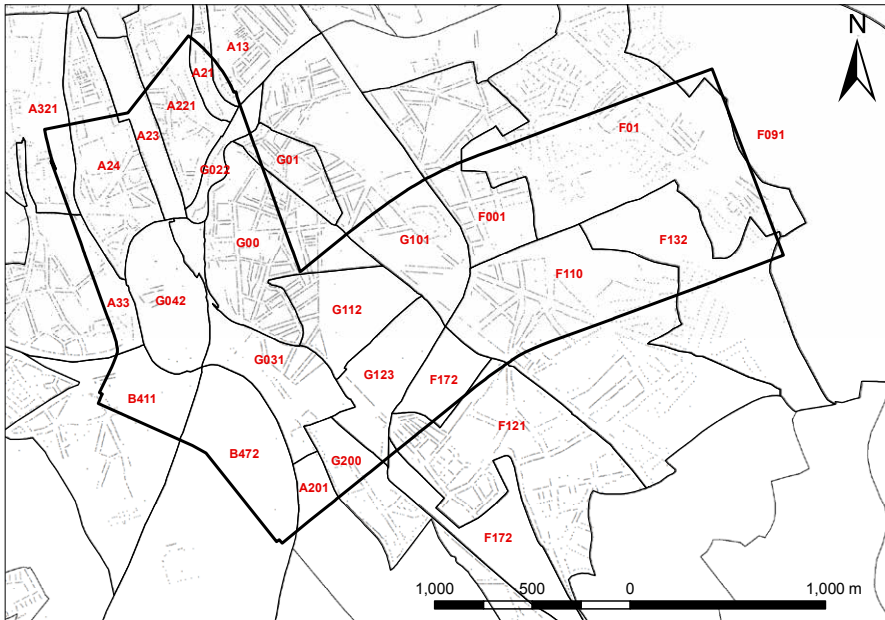 N
A13
A21
A321
A221
F01
A23
F091
G01
A24
G022
F001
G00
G101
F132
F110
G042
A33
G112
G031
G123
F172
B411
F121
B472
G200
A201
F172
1,000 500 0 1,000 m